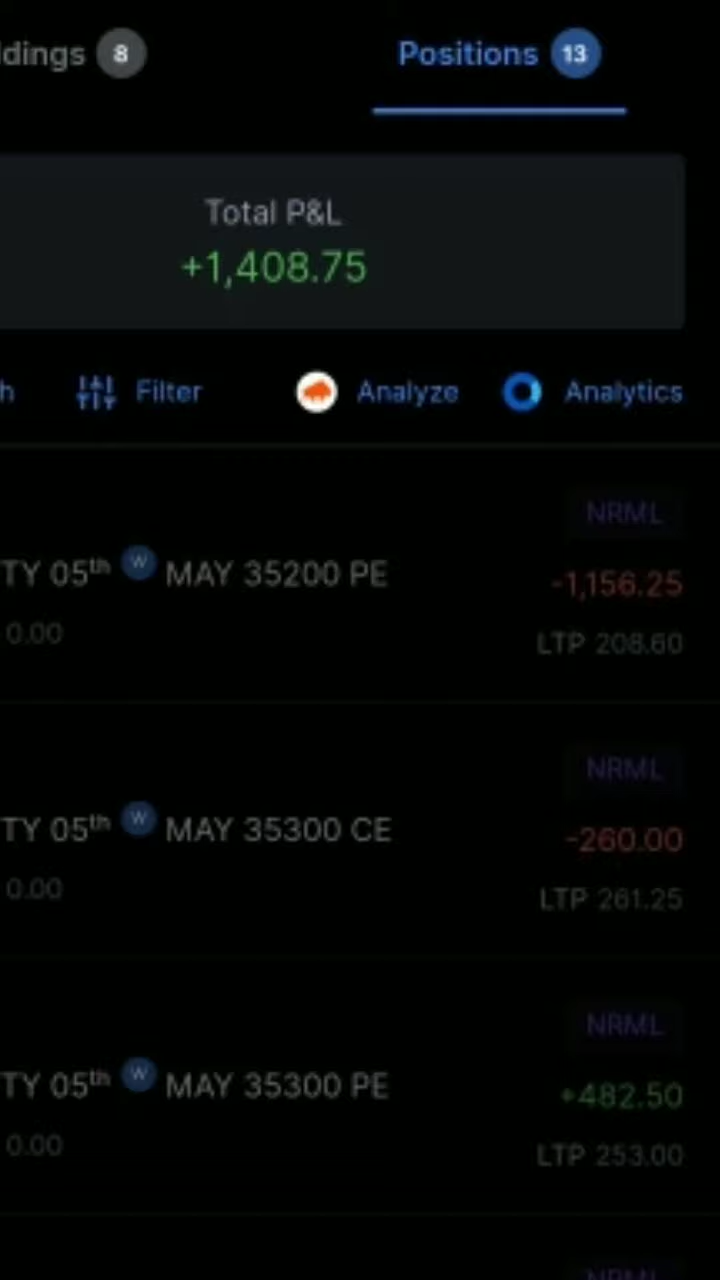 ldings 8
Positions 13
Total P&L
+1,408.75
h Filter Analyze Analytics
NRML
TY 05th W MAY 35200 PE
-1,156.25
0.00
LTP 208.60
NRML
TY 05th W MAY 35300 CE
-260.00
0.00
LTP 261.25
NRML
TY 05th W MAY 35300 PE
+482.50
0.00
LTP 253.00
NRML